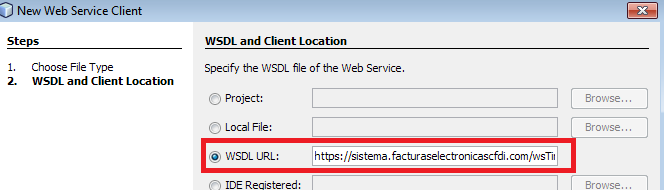 New Web Service Client
Steps
1. Choose File Type
2. WSDL and Client Location
WSDL and Client Location
Specify the WSDL file of the Web Service.
Project:
Browse...
Local File:
Browse...
WSDL URL:
https://sistema.facturaselectronicascfdi.com/wsTi
IDE Registered:
Browse...